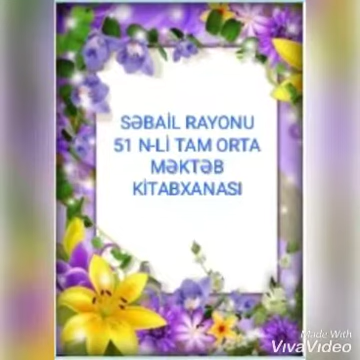 SƏBAİL RAYONU
51 N-Lİ TAM ORTA
MƏKTƏB
KİTABXANASI
Made With
VivaVideo